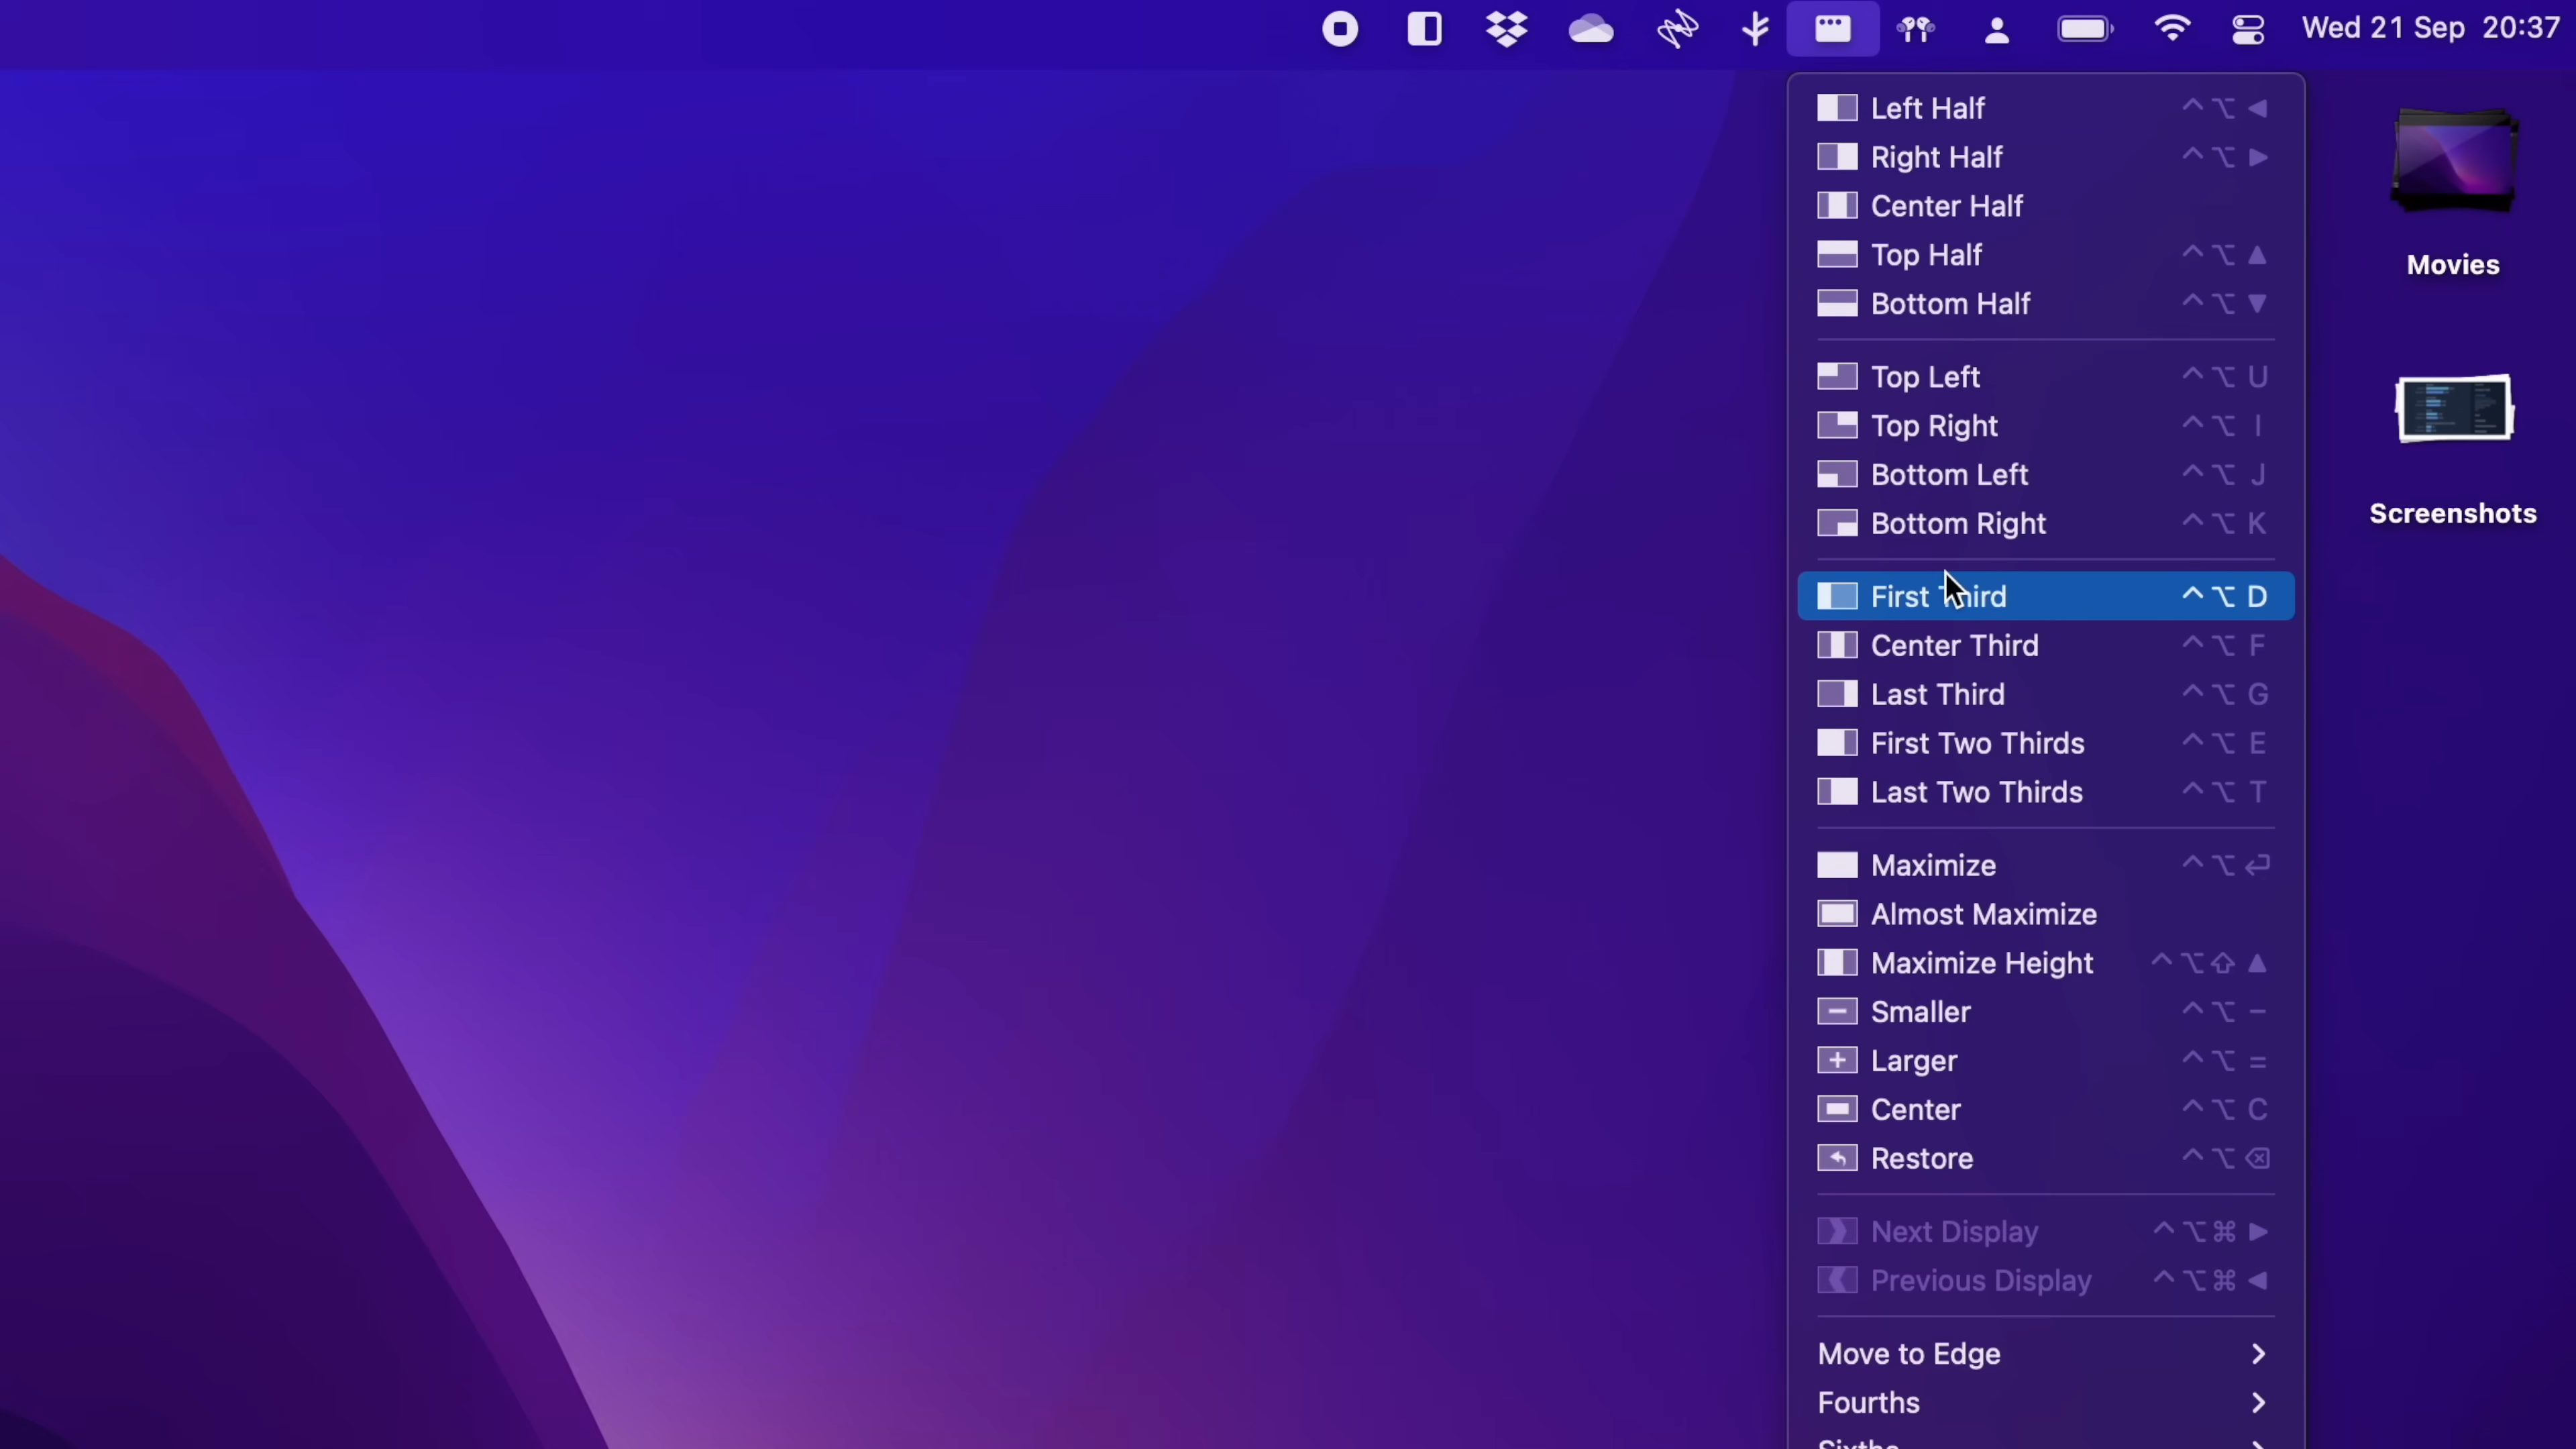 Wed 21 Sep 20:37
Left Half ^⌥◀
Right Half ^⌥▶
Center Half
Top Half ^⌥▲
Bottom Half ^⌥▼
Top Left ^⌥U
Top Right ^⌥I
Bottom Left ^⌥J
Bottom Right ^⌥K
First Third ^⌥D
Center Third ^⌥F
Last Third ^⌥G
First Two Thirds ^⌥E
Last Two Thirds ^⌥T
Maximize ^⌥↩
Almost Maximize
Maximize Height ^⌥⇧▲
Smaller ^⌥−
Larger ^⌥=
Center ^⌥C
Restore ^⌥⌫
Next Display ^⌥⌘▶
Previous Display ^⌥⌘◀
Move to Edge
Fourths
Movies
Screenshots